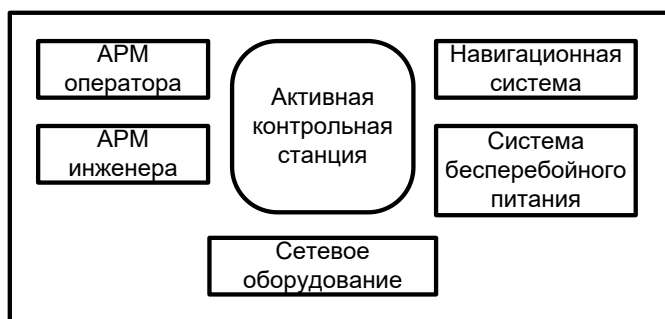 АРМ
оператора
АРМ
инженера
Активная
контрольная
станция
Навигационная
система
Система
бесперебойного
питания
Сетевое
оборудование